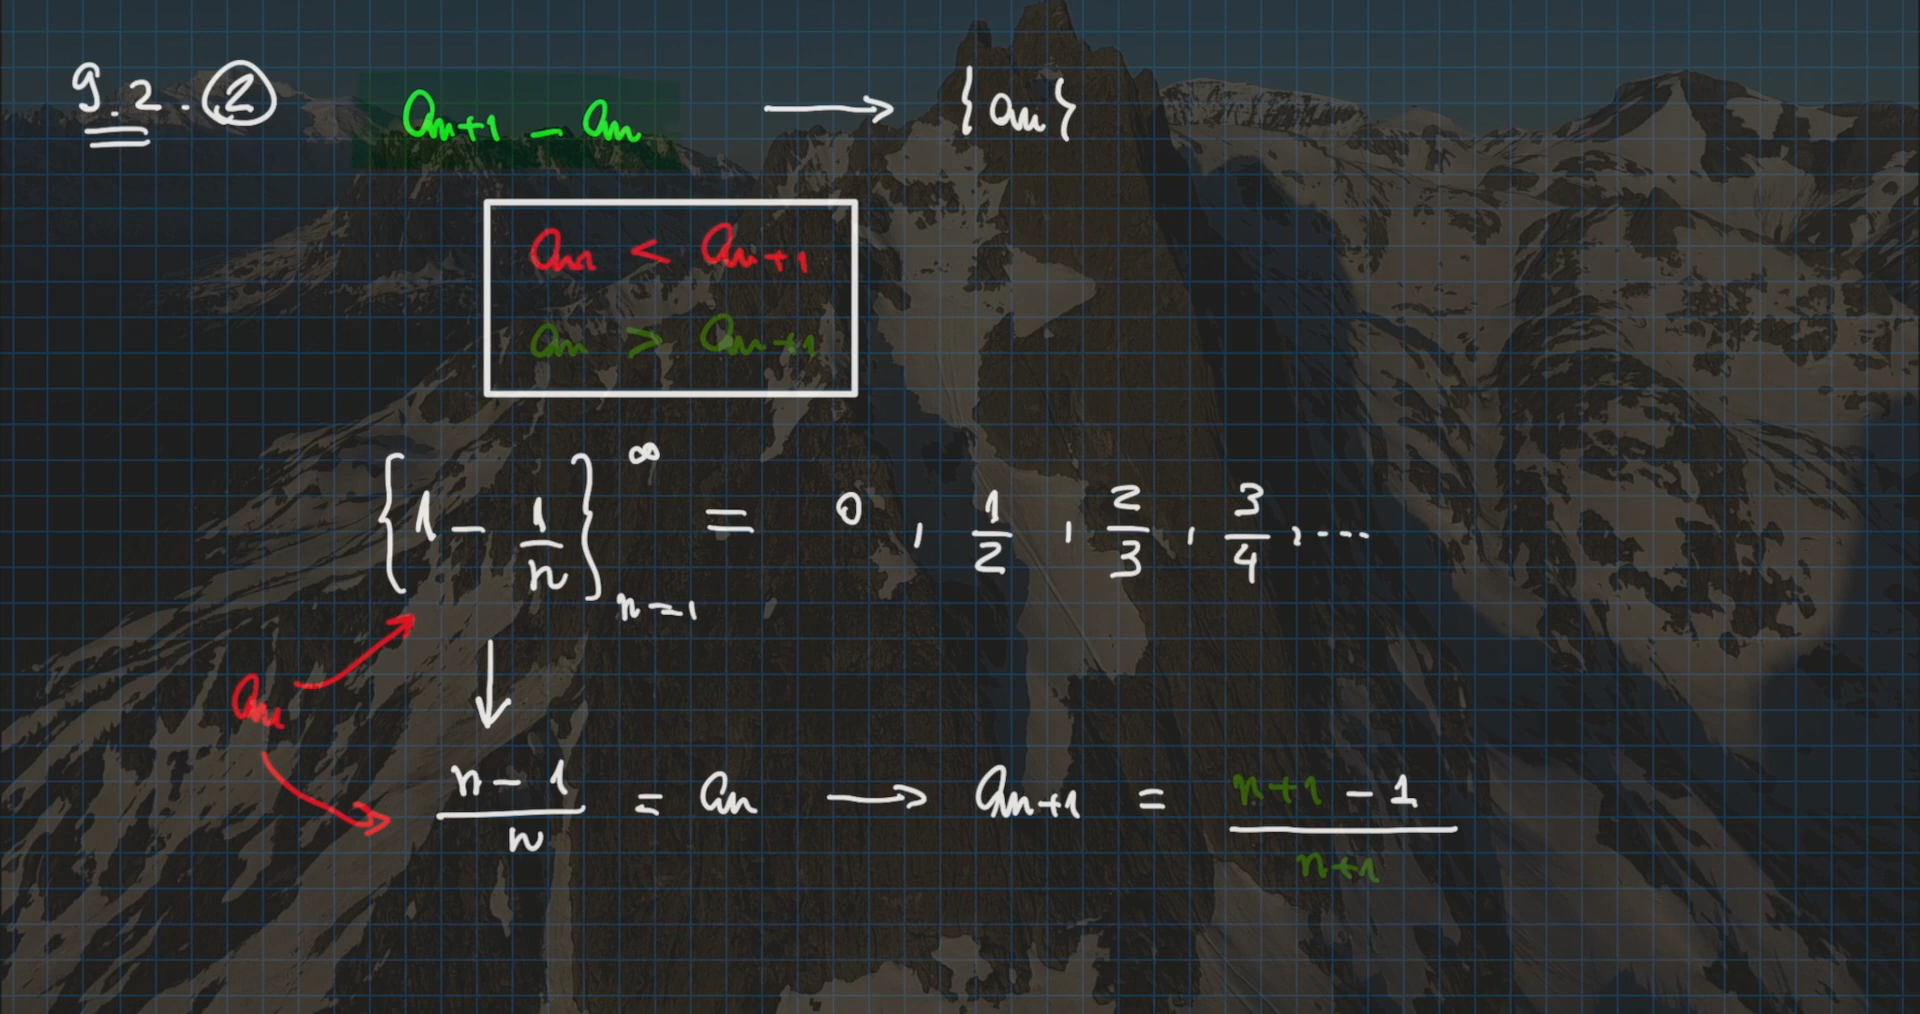 9.2.2 aₙ₊₁ − aₙ ⟶ {aₙ}
aₙ < aₙ₊₁
aₙ > aₙ₊₁
{1 − 1/n}^∞_{n=1} = 0, 1/2, 2/3, 3/4, ...
aₙ
(n − 1)/n = aₙ ⟶ aₙ₊₁ = (n+1 − 1)/(n+1)